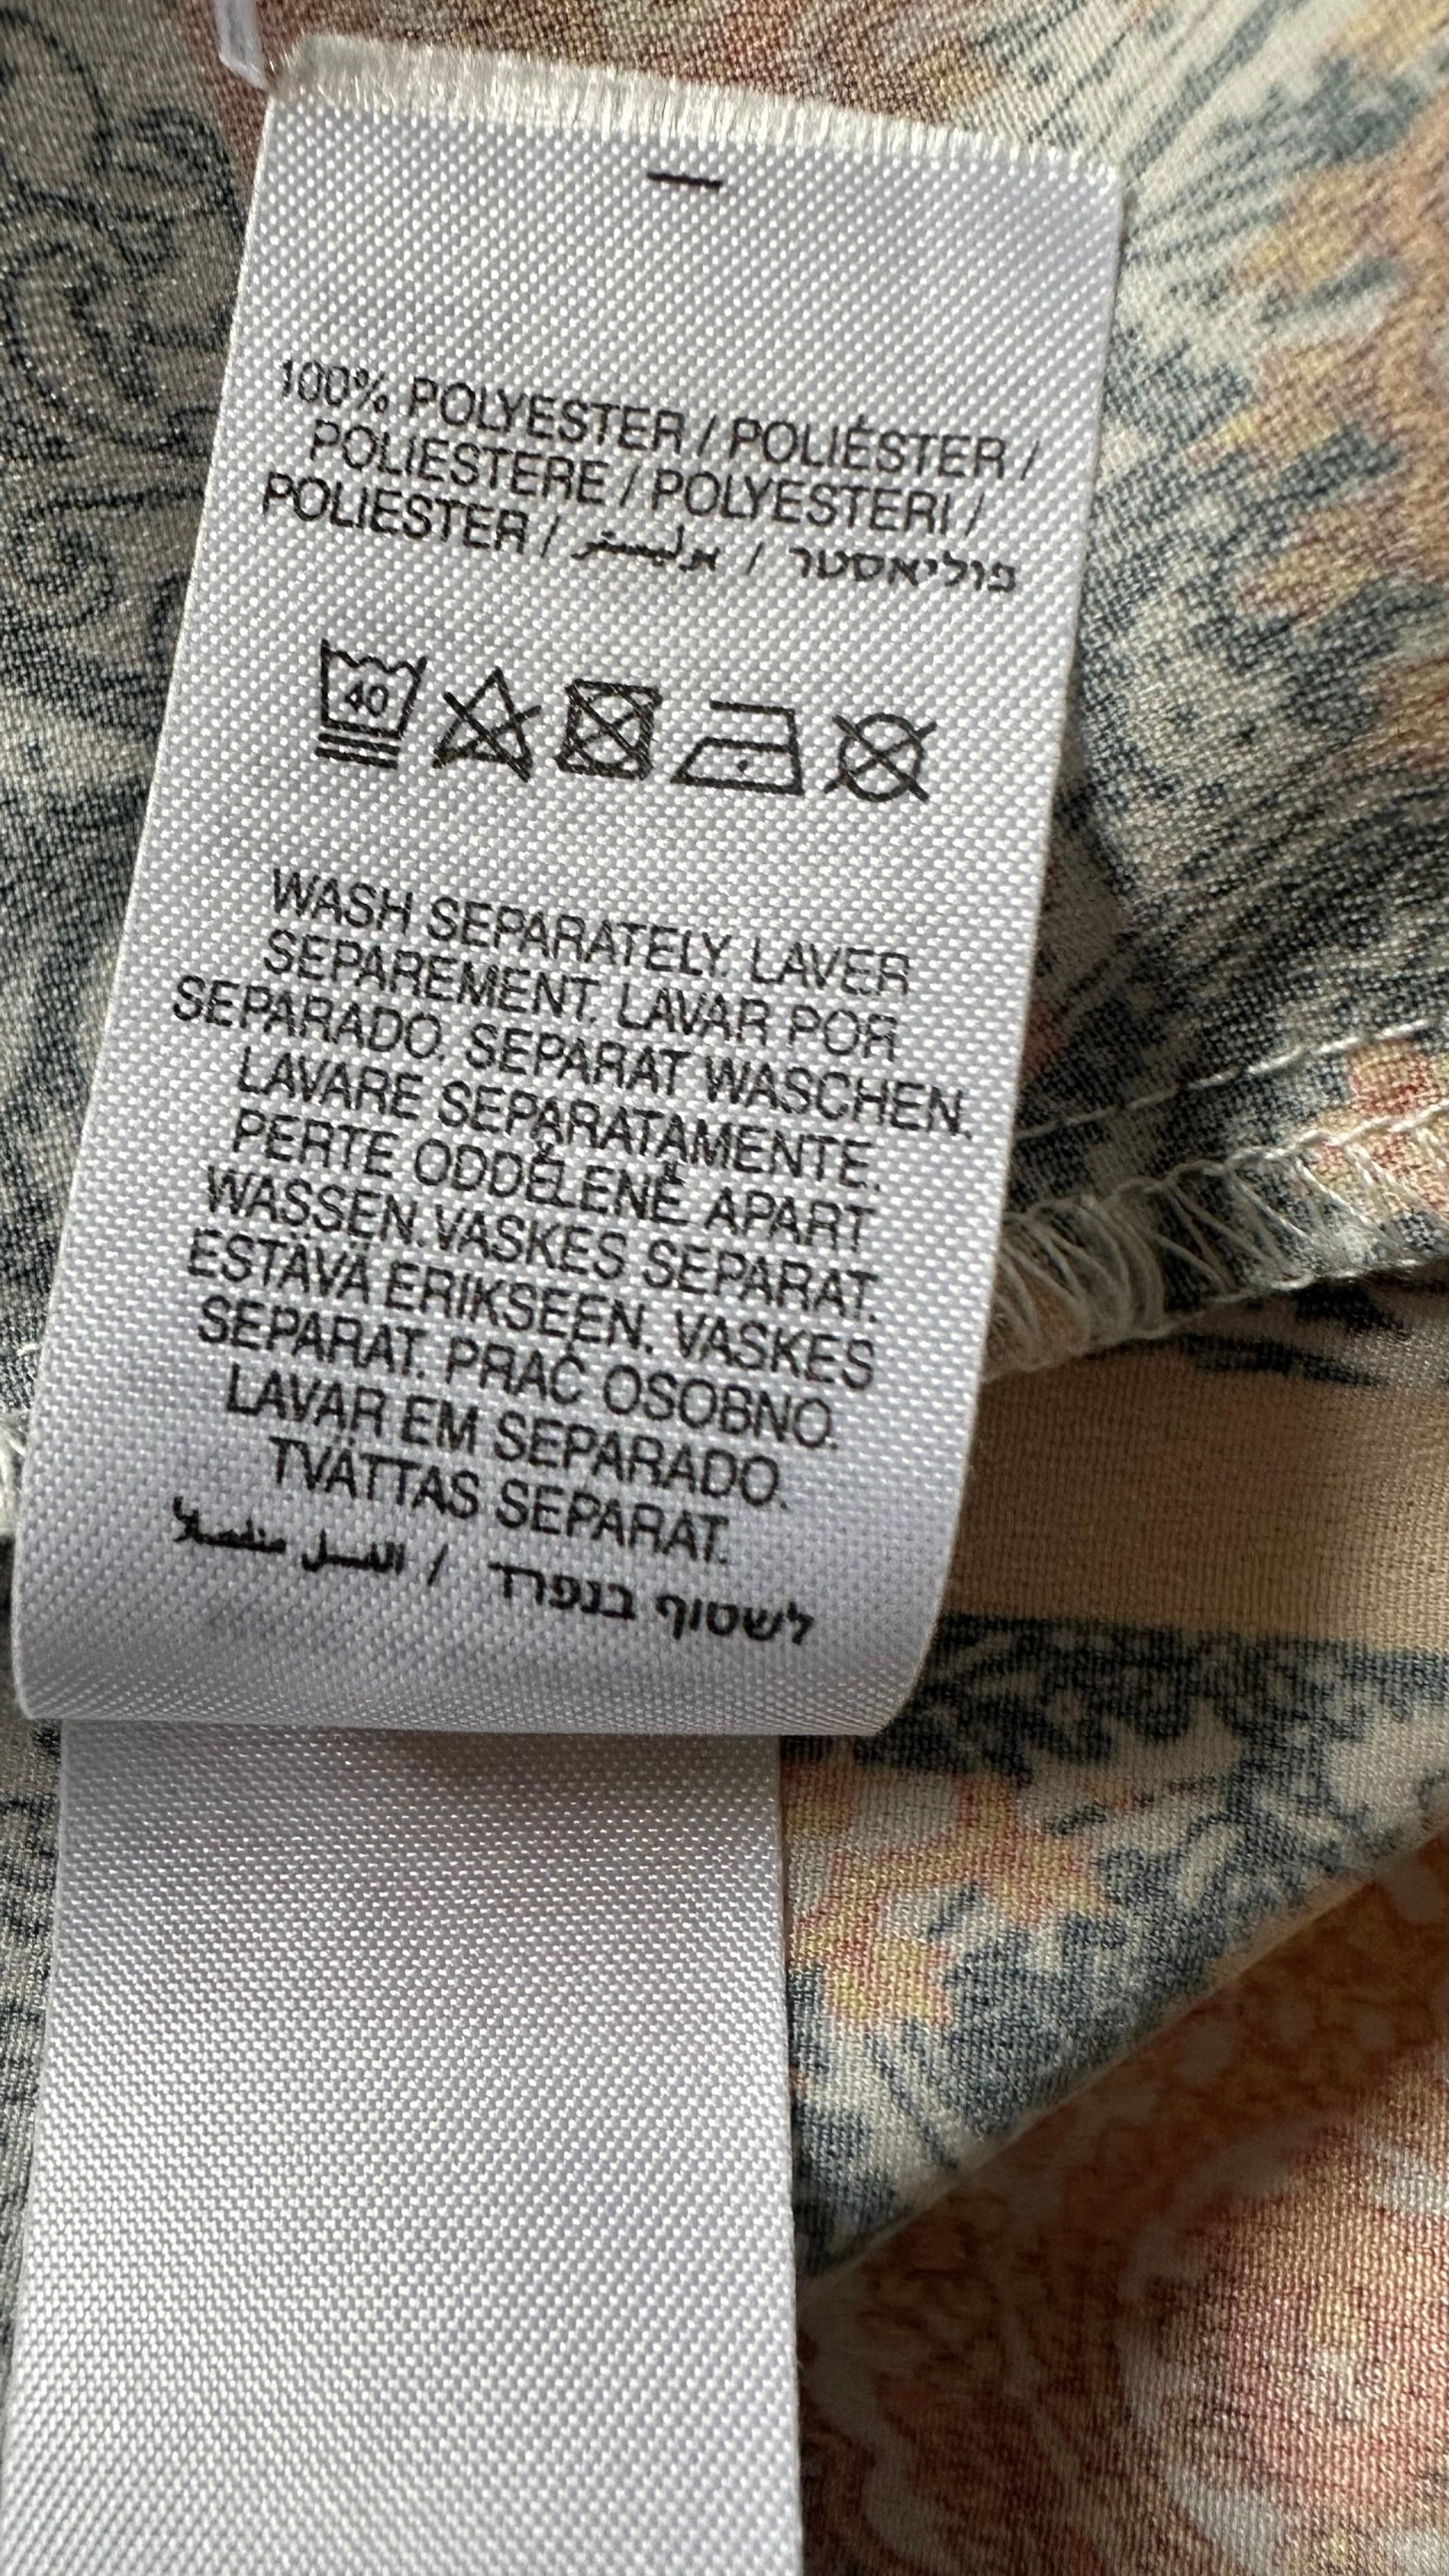 100% POLYESTER / POLIÉSTER /
POLIESTERE / POLYESTERI /
POLIESTER / بوليستر / פוליאסטר
40
WASH SEPARATELY. LAVER
SEPAREMENT. LAVAR POR
SEPARADO. SEPARAT WASCHEN.
LAVARE SEPARATAMENTE.
PERTE ODDĚLENĚ APART
WASSEN.VASKES SEPARAT.
ESTÄVÄ ERIKSEEN. VASKES
SEPARAT. PRAĆ OSOBNO.
LAVAR EM SEPARADO.
TVÄTTAS SEPARAT.
לשטוף בנפרד / الغسل منفصلا